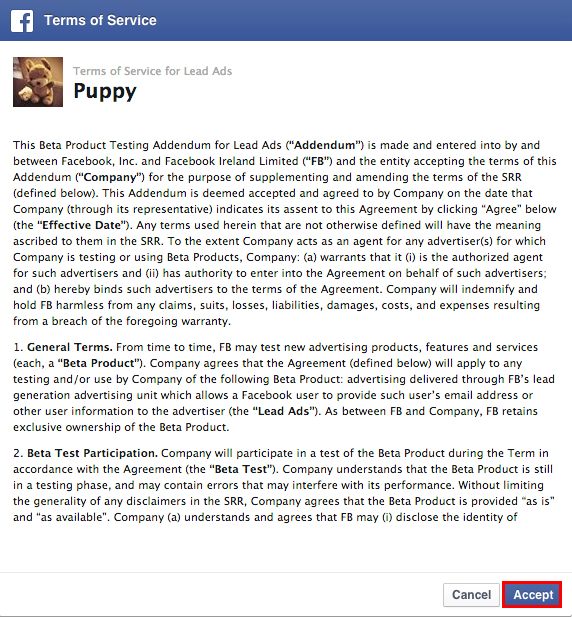 f Terms of Service
Terms of Service for Lead Ads
Puppy
This Beta Product Testing Addendum for Lead Ads (“Addendum”) is made and entered into by and
between Facebook, Inc. and Facebook Ireland Limited (“FB”) and the entity accepting the terms of this
Addendum (“Company”) for the purpose of supplementing and amending the terms of the SRR
(defined below). This Addendum is deemed accepted and agreed to by Company on the date that
Company (through its representative) indicates its assent to this Agreement by clicking “Agree” below
(the “Effective Date”). Any terms used herein that are not otherwise defined will have the meaning
ascribed to them in the SRR. To the extent Company acts as an agent for any advertiser(s) for which
Company is testing or using Beta Products, Company: (a) warrants that it (i) is the authorized agent
for such advertisers and (ii) has authority to enter into the Agreement on behalf of such advertisers;
and (b) hereby binds such advertisers to the terms of the Agreement. Company will indemnify and
hold FB harmless from any claims, suits, losses, liabilities, damages, costs, and expenses resulting
from a breach of the foregoing warranty.
1. General Terms. From time to time, FB may test new advertising products, features and services
(each, a “Beta Product”). Company agrees that the Agreement (defined below) will apply to any
testing and/or use by Company of the following Beta Product: advertising delivered through FB’s lead
generation advertising unit which allows a Facebook user to provide such user’s email address or
other user information to the advertiser (the “Lead Ads”). As between FB and Company, FB retains
exclusive ownership of the Beta Product.
2. Beta Test Participation. Company will participate in a test of the Beta Product during the Term in
accordance with the Agreement (the “Beta Test”). Company understands that the Beta Product is still
in a testing phase, and may contain errors that may interfere with its performance. Without limiting
the generality of any disclaimers in the SRR, Company agrees that the Beta Product is provided “as is”
and “as available”. Company (a) understands and agrees that FB may (i) disclose the identity of
Cancel Accept